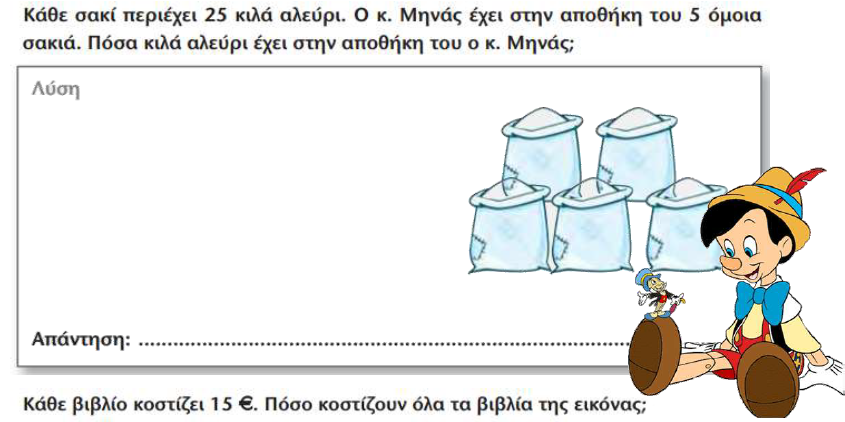 Κάθε σακί περιέχει 25 κιλά αλεύρι. Ο κ. Μηνάς έχει στην αποθήκη του 5 όμοια
σακιά. Πόσα κιλά αλεύρι έχει στην αποθήκη του ο κ. Μηνάς;
Λύση
Απάντηση: ....................................................................................
Κάθε βιβλίο κοστίζει 15 €. Πόσο κοστίζουν όλα τα βιβλία της εικόνας;